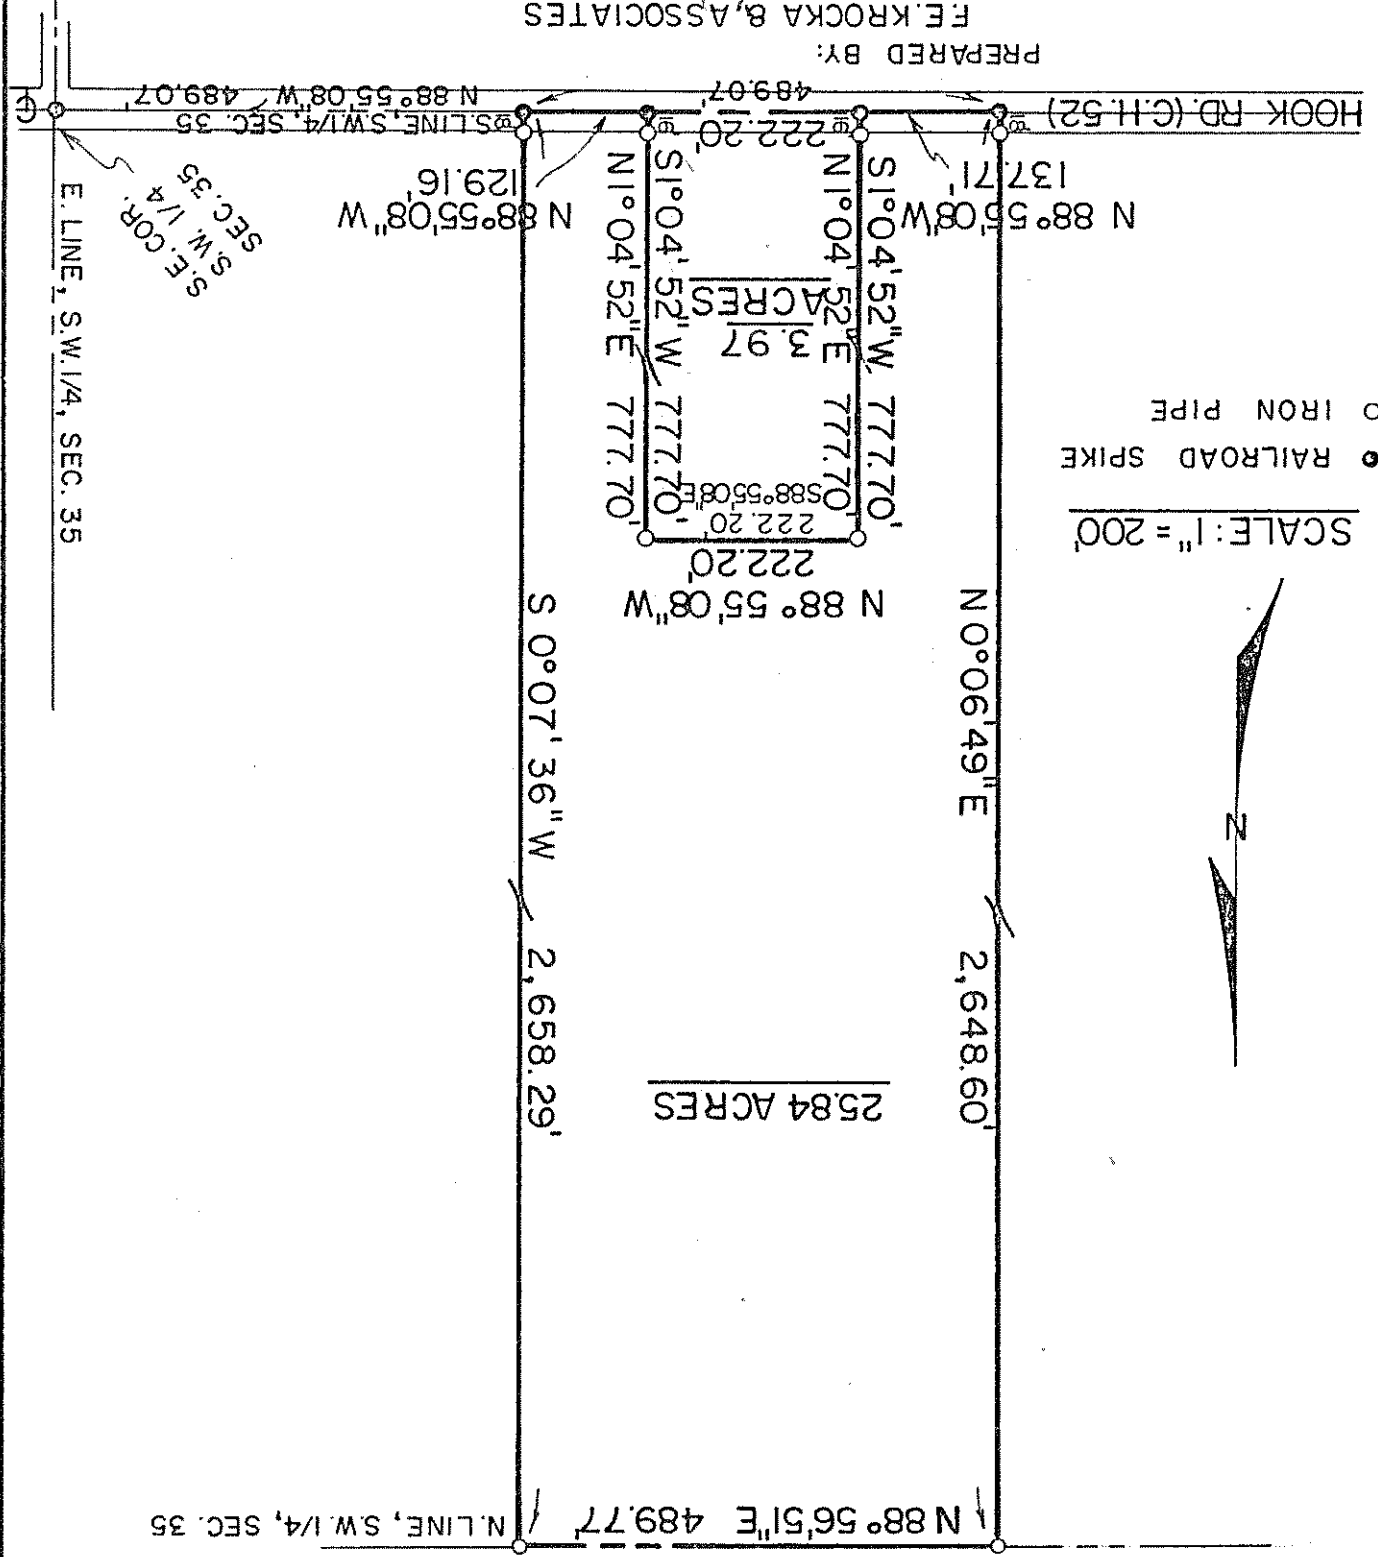 N 88° 56' 51" E 489.77'
N. LINE, S.W. 1/4, SEC. 35
25.84 ACRES
N 0° 06' 49" E 2,648.60'
S 0° 07' 36" W 2,658.29'
N
SCALE: 1" = 200'
RAILROAD SPIKE
IRON PIPE
N 88° 55' 08" W
222.20'
222.20'
S88° 55' 08" E
S 1° 04' 52" W 777.70'
N 1° 04' 52" E 777.70'
S 1° 04' 52" W 777.70'
N 1° 04' 52" E 777.70'
3.97
ACRES
N 88° 55' 08" W
137.71'
N 88° 55' 08" W
129.16'
E. LINE, S.W. 1/4, SEC. 35
S.E. COR.
S.W. 1/4
SEC. 35
HOOK RD. (C.H. 52)
222.20'
489.07'
S. LINE, S.W. 1/4, SEC. 35
N 88° 55' 08" W 489.07'
PREPARED BY:
F.E. KROCKA & ASSOCIATES